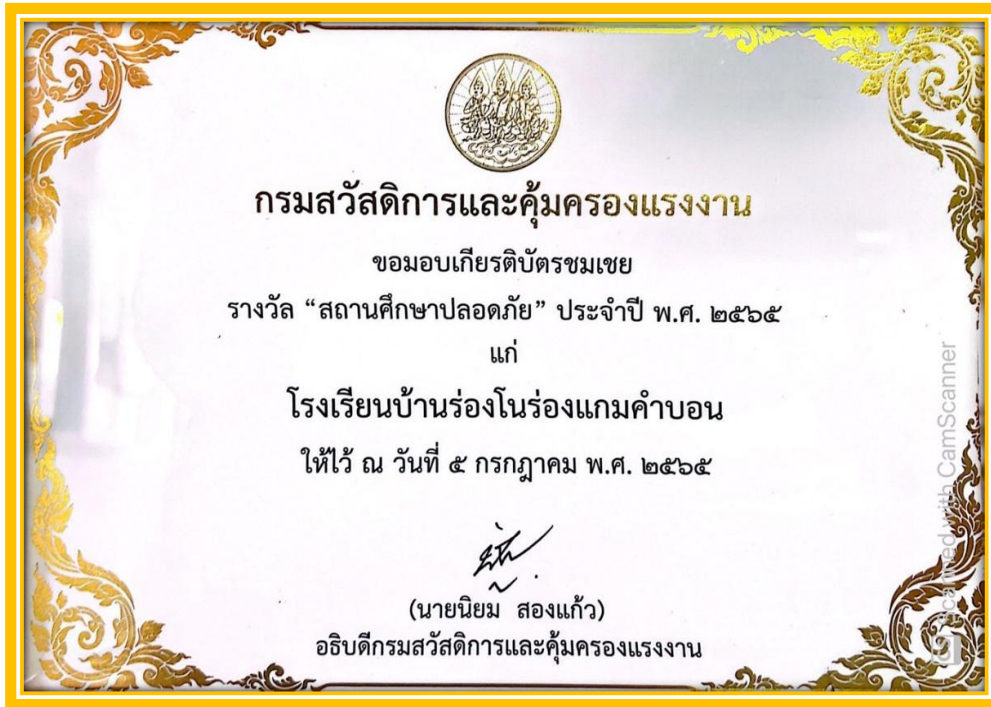 กรมสวัสดิการและคุ้มครองแรงงาน
ขอมอบเกียรติบัตรชมเชย
รางวัล “สถานศึกษาปลอดภัย” ประจำปี พ.ศ. ๒๕๖๕
แก่
โรงเรียนบ้านร่องโนร่องแกมคำบอน
ให้ไว้ ณ วันที่ ๕ กรกฎาคม พ.ศ. ๒๕๖๕
(นายนิยม สองแก้ว)
อธิบดีกรมสวัสดิการและคุ้มครองแรงงาน
Scanned with CamScanner